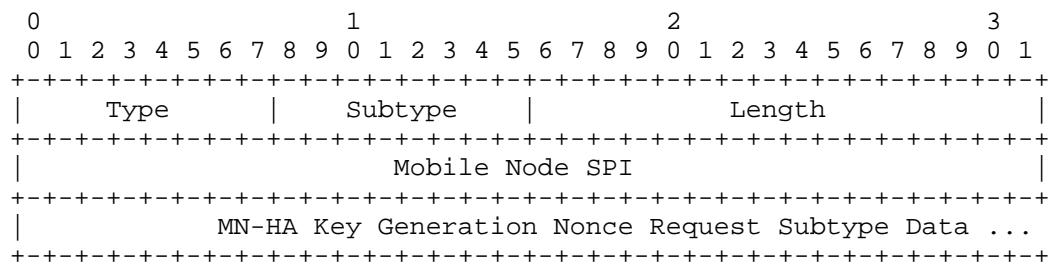 0                   1                   2                   3
 0 1 2 3 4 5 6 7 8 9 0 1 2 3 4 5 6 7 8 9 0 1 2 3 4 5 6 7 8 9 0 1
+-+-+-+-+-+-+-+-+-+-+-+-+-+-+-+-+-+-+-+-+-+-+-+-+-+-+-+-+-+-+-+-+
|     Type      |    Subtype    |            Length             |
+-+-+-+-+-+-+-+-+-+-+-+-+-+-+-+-+-+-+-+-+-+-+-+-+-+-+-+-+-+-+-+-+
|                       Mobile Node SPI                         |
+-+-+-+-+-+-+-+-+-+-+-+-+-+-+-+-+-+-+-+-+-+-+-+-+-+-+-+-+-+-+-+-+
|            MN-HA Key Generation Nonce Request Subtype Data ...
+-+-+-+-+-+-+-+-+-+-+-+-+-+-+-+-+-+-+-+-+-+-+-+-+-+-+-+-+-+-+-+-+